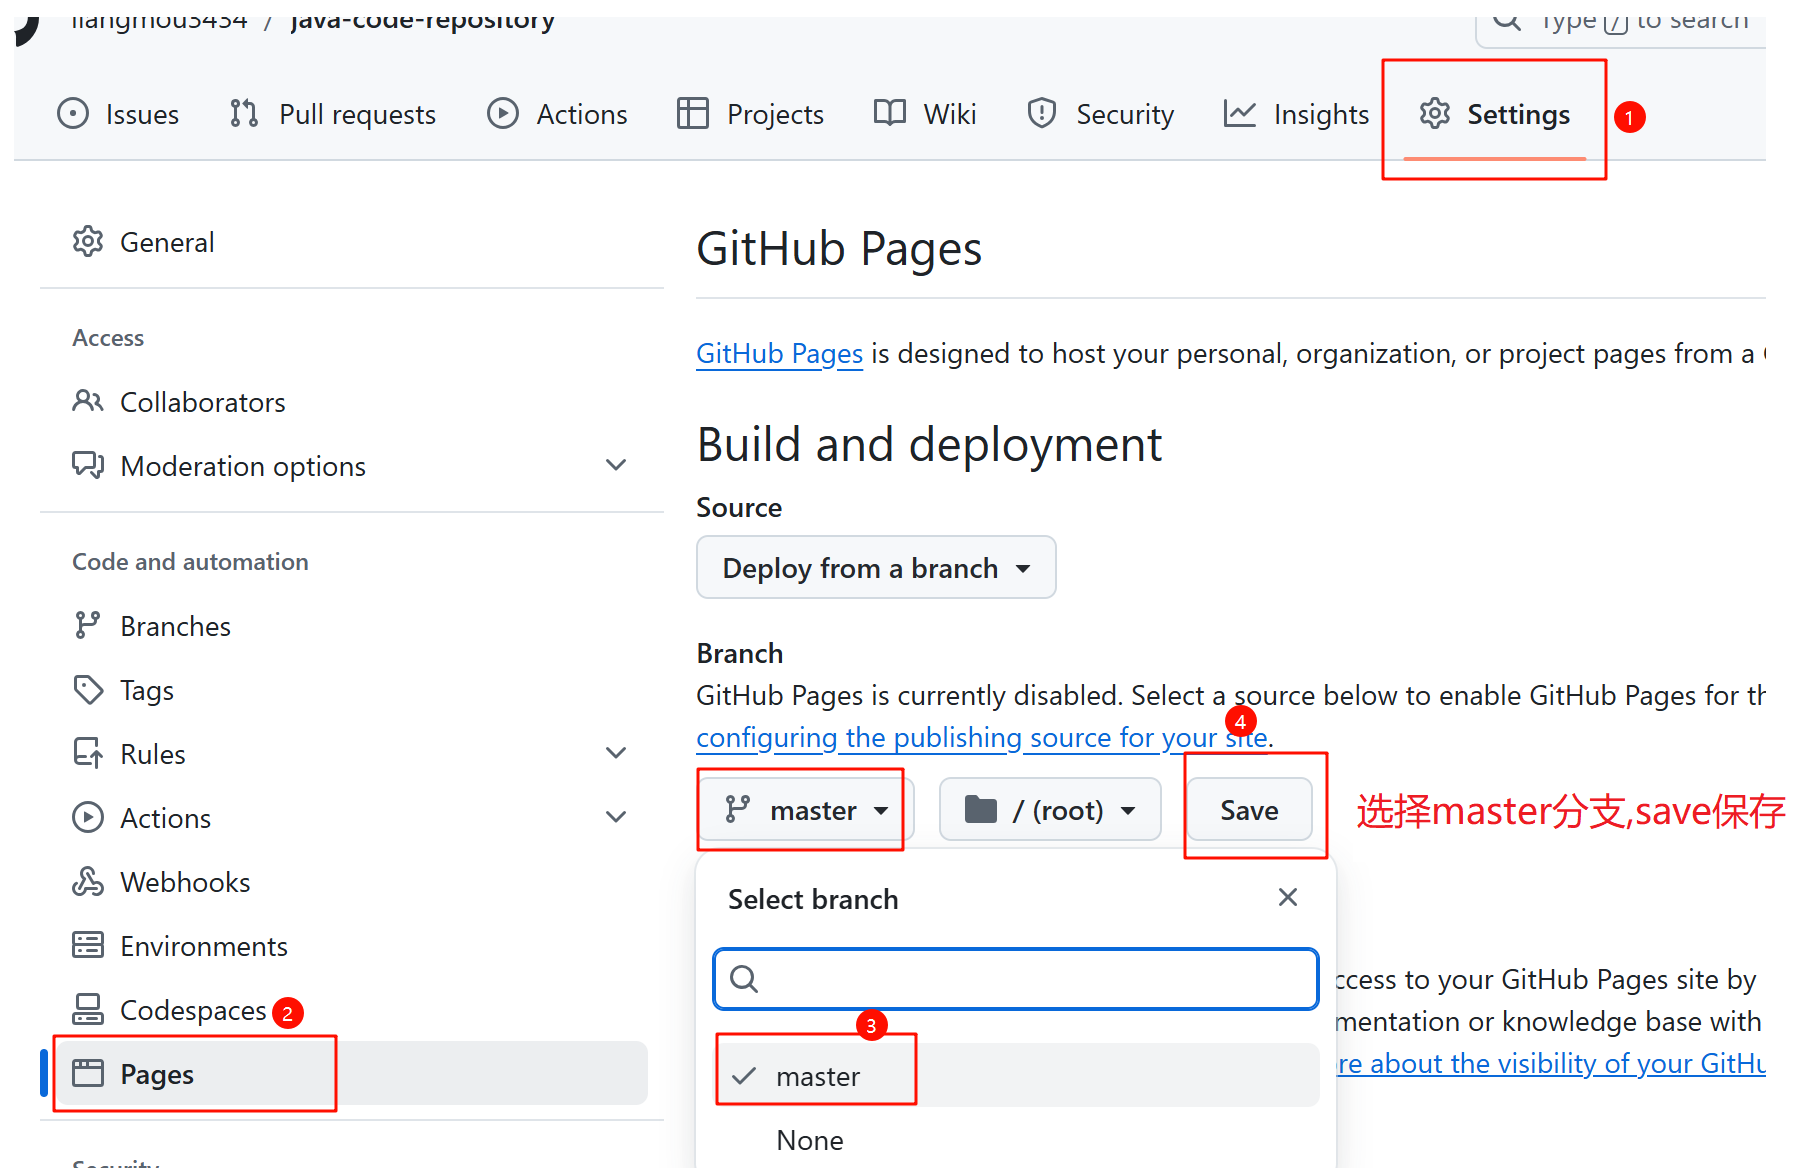 liangmou3434 / java-code-repository
Type / to search
Issues Pull requests Actions Projects Wiki Security Insights Settings 1
General
Access
Collaborators
Moderation options
Code and automation
Branches
Tags
Rules
Actions
Webhooks
Environments
Codespaces 2
Pages
Security
GitHub Pages
GitHub Pages is designed to host your personal, organization, or project pages from a
Build and deployment
Source
Deploy from a branch
Branch
GitHub Pages is currently disabled. Select a source below to enable GitHub Pages for th
4
configuring the publishing source for your site.
master / (root) Save 选择master分支,save保存
Select branch
ccess to your GitHub Pages site by
3
mentation or knowledge base with
re about the visibility of your GitHu
master
None